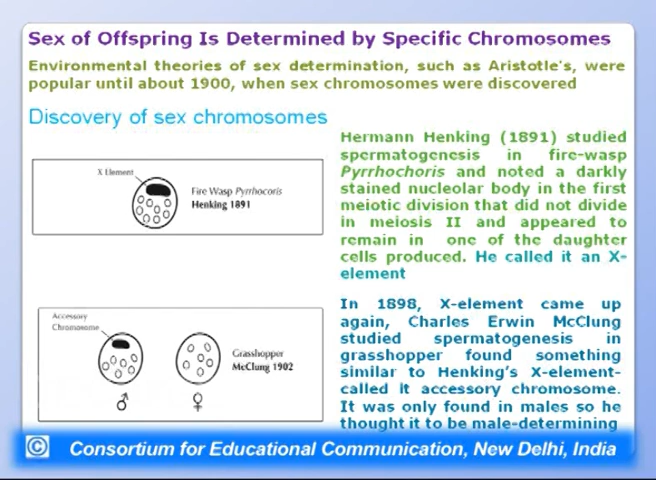 Sex of Offspring Is Determined by Specific Chromosomes
Environmental theories of sex determination, such as Aristotle's, were
popular until about 1900, when sex chromosomes were discovered
Discovery of sex chromosomes
X Element
Fire Wasp Pyrrhocoris
Henking 1891
Hermann Henking (1891) studied
spermatogenesis in fire-wasp
Pyrrhochoris and noted a darkly
stained nucleolar body in the first
meiotic division that did not divide
in meiosis II and appeared to
remain in one of the daughter
cells produced. He called it an X-
element
Accessory
Chromosome
Grasshopper
McClung 1902
♂ ♀
In 1898, X-element came up
again, Charles Erwin McClung
studied spermatogenesis in
grasshopper found something
similar to Henking's X-element-
called it accessory chromosome.
It was only found in males so he
thought it to be male-determining
© Consortium for Educational Communication, New Delhi, India